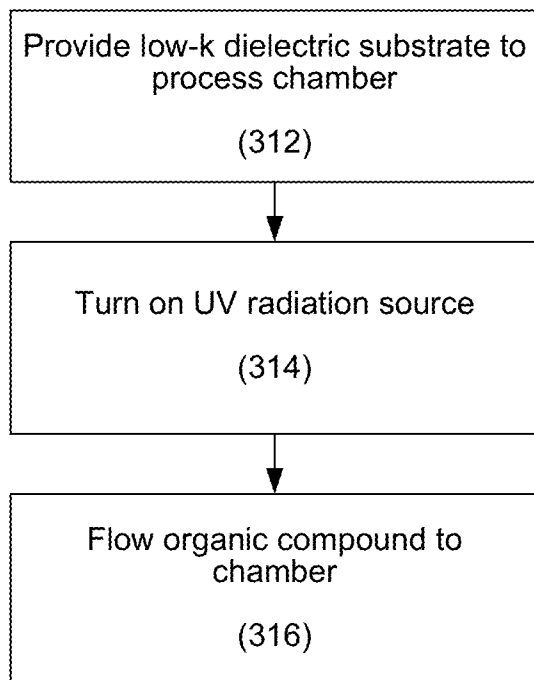 Provide low-k dielectric substrate to
process chamber
(312)
Turn on UV radiation source
(314)
Flow organic compound to
chamber
(316)